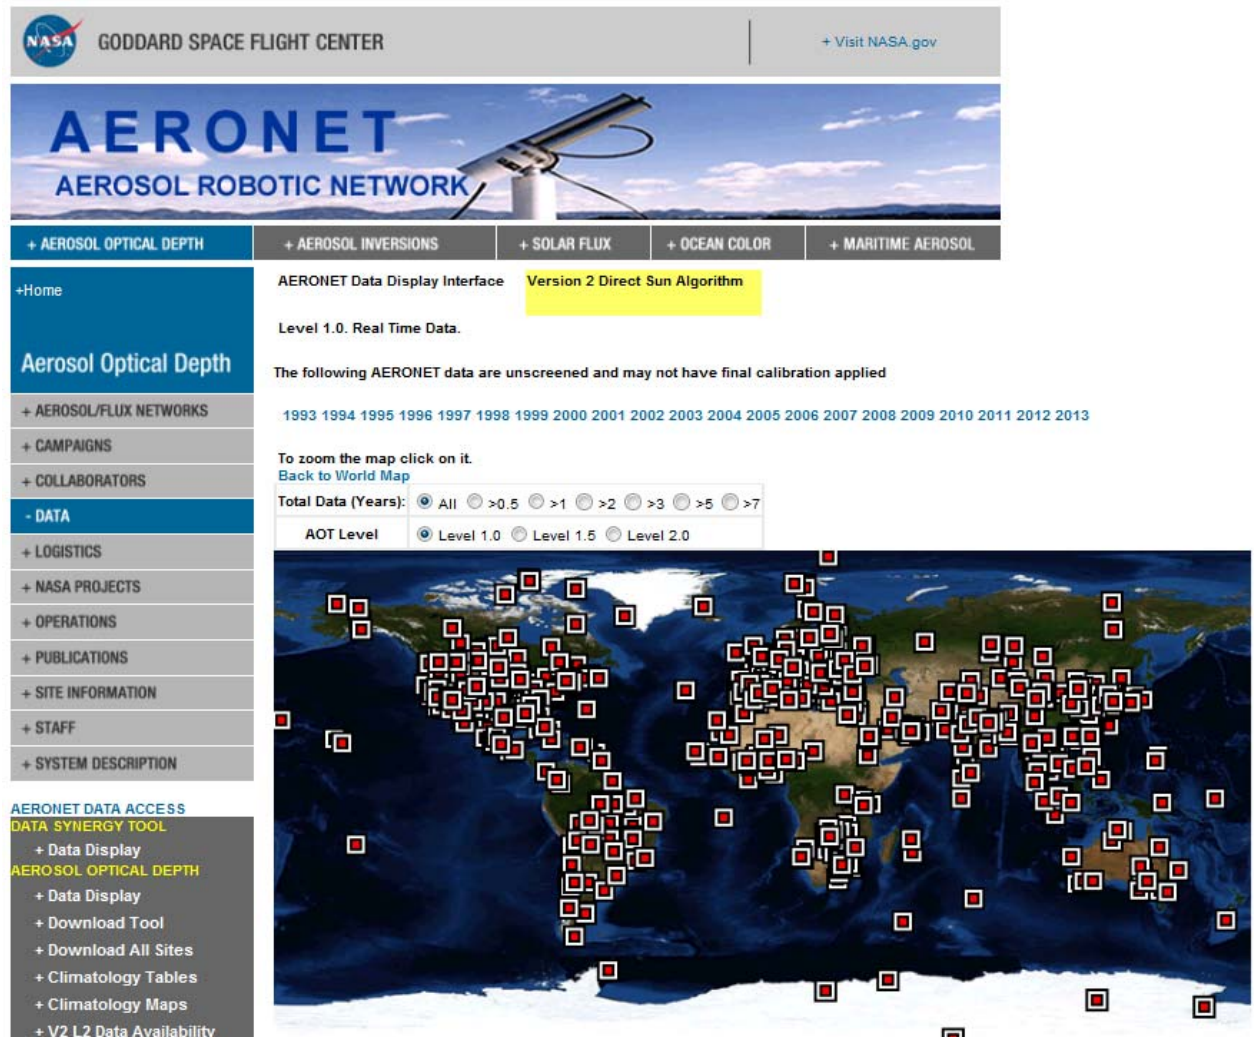 NASA
GODDARD SPACE FLIGHT CENTER
+ Visit NASA.gov
AERONET
AEROSOL ROBOTIC NETWORK
+ AEROSOL OPTICAL DEPTH
+ AEROSOL INVERSIONS
+ SOLAR FLUX
+ OCEAN COLOR
+ MARITIME AEROSOL
+Home
Aerosol Optical Depth
+ AEROSOL/FLUX NETWORKS
+ CAMPAIGNS
+ COLLABORATORS
- DATA
+ LOGISTICS
+ NASA PROJECTS
+ OPERATIONS
+ PUBLICATIONS
+ SITE INFORMATION
+ STAFF
+ SYSTEM DESCRIPTION
AERONET DATA ACCESS
DATA SYNERGY TOOL
+ Data Display
AEROSOL OPTICAL DEPTH
+ Data Display
+ Download Tool
+ Download All Sites
+ Climatology Tables
+ Climatology Maps
+ V2 L2 Data Availability
AERONET Data Display Interface
Version 2 Direct Sun Algorithm
Level 1.0. Real Time Data.
The following AERONET data are unscreened and may not have final calibration applied
1993 1994 1995 1996 1997 1998 1999 2000 2001 2002 2003 2004 2005 2006 2007 2008 2009 2010 2011 2012 2013
To zoom the map click on it.
Back to World Map
Total Data (Years): All >0.5 >1 >2 >3 >5 >7
AOT Level Level 1.0 Level 1.5 Level 2.0